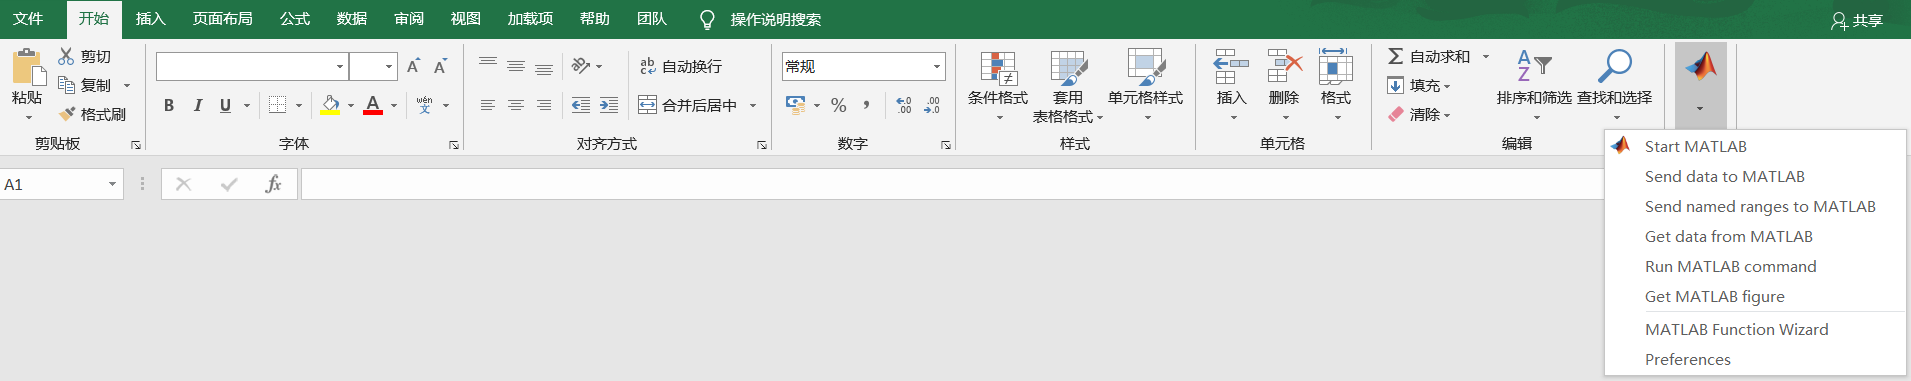 文件 开始 插入 页面布局 公式 数据 审阅 视图 加载项 帮助 团队 操作说明搜索 共享
粘贴
剪切
复制
格式刷
剪贴板
B I U A wén 文
字体
ab c 自动换行
合并后居中
对齐方式
常规
% , .0 .00 .00 .0
数字
条件格式
套用
表格格式
单元格样式
样式
插入
删除
格式
单元格
Σ 自动求和
填充
清除
A Z
排序和筛选
查找和选择
编辑
A1
fx
Start MATLAB
Send data to MATLAB
Send named ranges to MATLAB
Get data from MATLAB
Run MATLAB command
Get MATLAB figure
MATLAB Function Wizard
Preferences